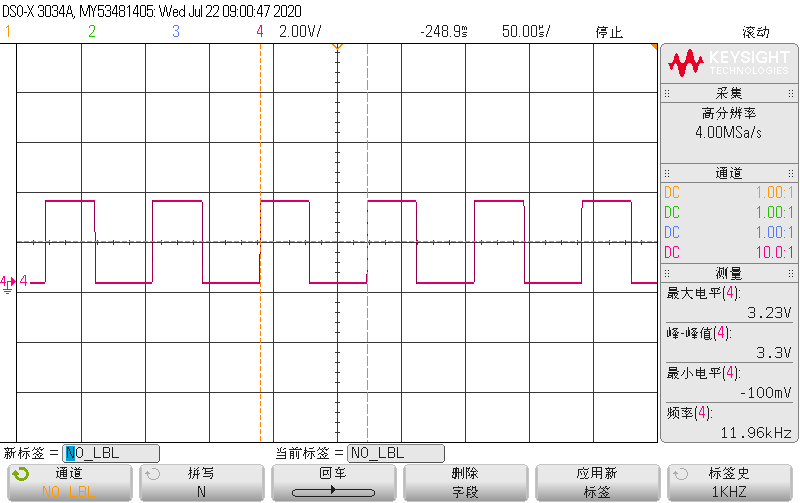 DSO-X 3034A, MY53481405: Wed Jul 22 09:00:47 2020
1 2 3 4 2.00V/ -248.9㎲ 50.00㎲/ 停止 滚动
KEYSIGHT
TECHNOLOGIES
采集
高分辨率
4.00MSa/s
通道
DC 1.00:1
DC 1.00:1
DC 1.00:1
DC 10.0:1
4 4
测量
最大电平(4):
3.23V
峰-峰值(4):
3.3V
最小电平(4):
-100mV
频率(4):
11.96kHz
新标签 = NO_LBL 当前标签 = NO_LBL
通道 拼写 回车 删除 应用新 标签史
NO_LBL N 字段 标签 1KHZ